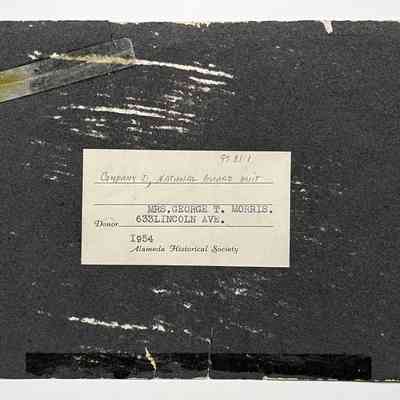 95.81.1
Company I, National Guard Unit
MRS.GEORGE T. MORRIS.
Donor 633LINCOLN AVE.
1954
Alameda Historical Society